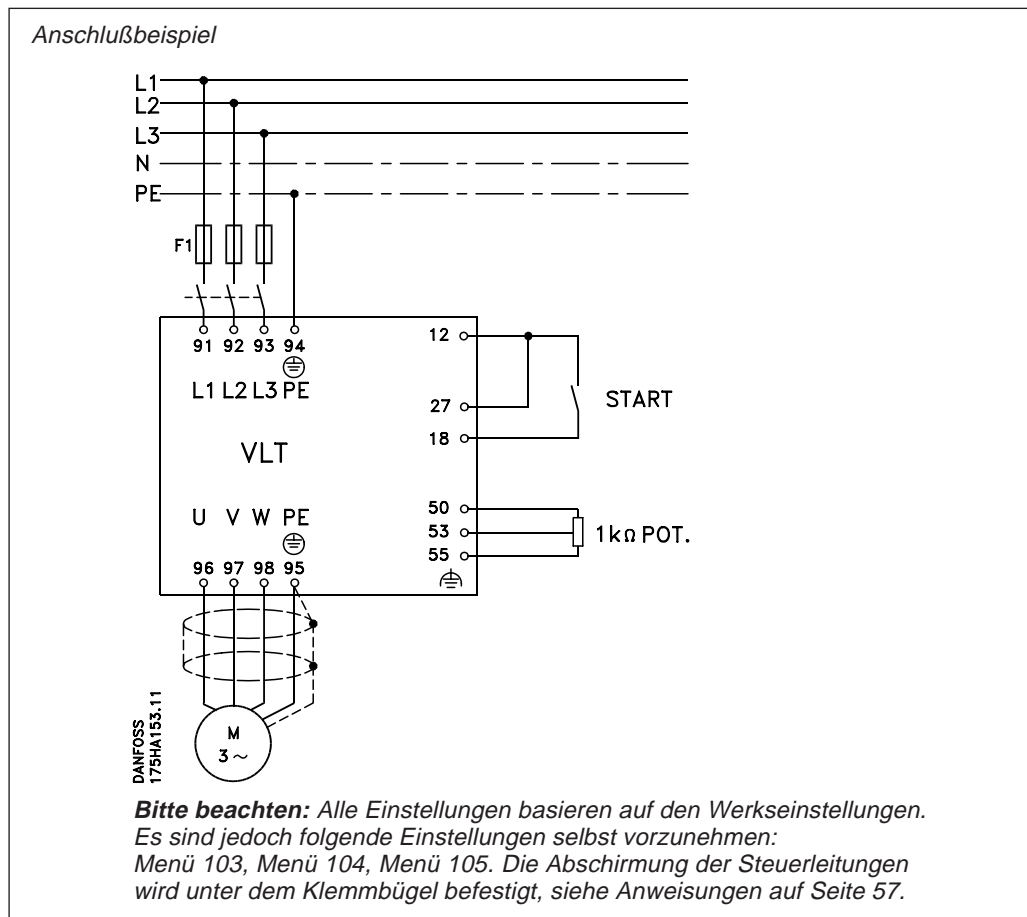 Anschlußbeispiel
L1
L2
L3
N
PE
F1
91 92 93 94
L1 L2 L3 PE
12
27
18
START
VLT
50
53
55
1kΩ POT.
U V W PE
96 97 98 95
M
3~
DANFOSS
175HA153.11
Bitte beachten: Alle Einstellungen basieren auf den Werkseinstellungen.
Es sind jedoch folgende Einstellungen selbst vorzunehmen:
Menü 103, Menü 104, Menü 105. Die Abschirmung der Steuerleitungen
wird unter dem Klemmbügel befestigt, siehe Anweisungen auf Seite 57.